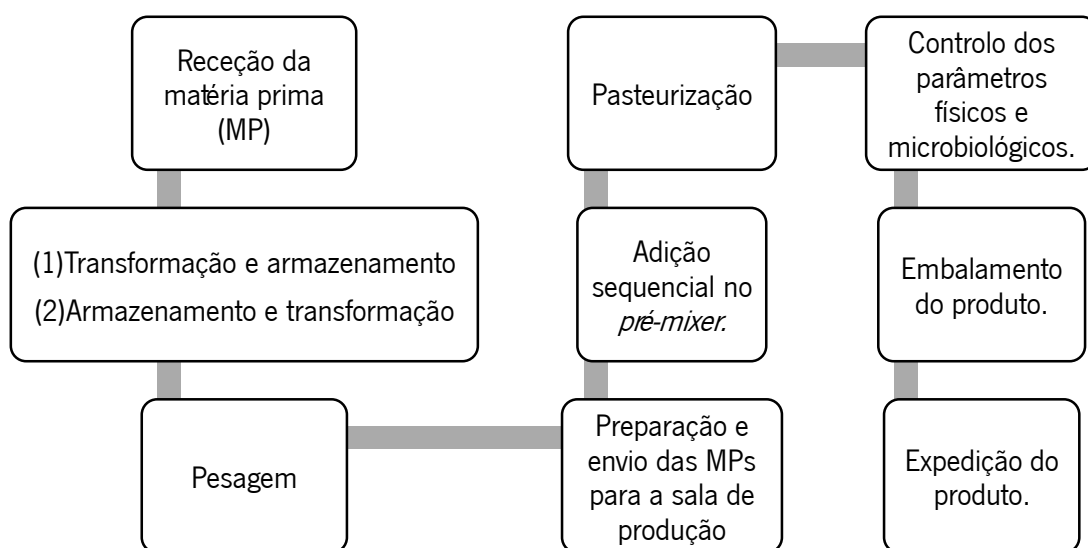 Receção da
matéria prima
(MP)
(1)Transformação e armazenamento
(2)Armazenamento e transformação
Pesagem
Preparação e
envio das MPs
para a sala de
produção
Adição
sequencial no
pré-mixer.
Pasteurização
Controlo dos
parâmetros
físicos e
microbiológicos.
Embalamento
do produto.
Expedição do
produto.